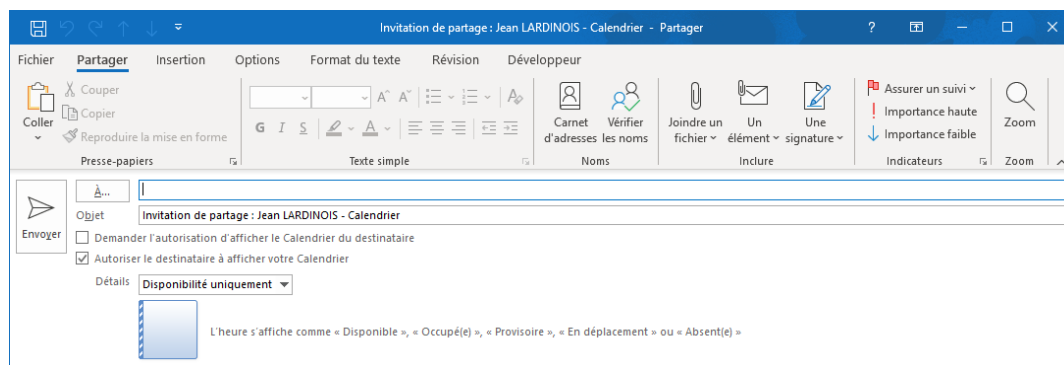 Invitation de partage : Jean LARDINOIS - Calendrier - Partager ?
Fichier Partager Insertion Options Format du texte Révision Développeur
Coller
Couper
Copier
Reproduire la mise en forme
Presse-papiers
G I S A
Texte simple
Carnet d'adresses
Vérifier les noms
Noms
Joindre un fichier
Un élément
Une signature
Inclure
Assurer un suivi
Importance haute
Importance faible
Indicateurs
Zoom
Zoom
Envoyer
À...
Objet Invitation de partage : Jean LARDINOIS - Calendrier
Demander l'autorisation d'afficher le Calendrier du destinataire
Autoriser le destinataire à afficher votre Calendrier
Détails Disponibilité uniquement
L'heure s'affiche comme « Disponible », « Occupé(e) », « Provisoire », « En déplacement » ou « Absent(e) »